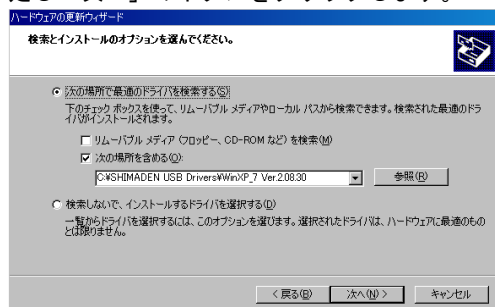 ハードウェアの更新ウィザード
検索とインストールのオプションを選んでください。
次の場所で最適のドライバを検索する(S)
下のチェック ボックスを使って、リムーバブル メディアやローカル パスから検索できます。検索された最適のドラ
イバがインストールされます。
リムーバブル メディア (フロッピー、CD-ROM など) を検索(M)
次の場所を含める(O):
C:¥SHIMADEN USB Drivers¥WinXP_7 Ver.2.08.30
参照(R)
検索しないで、インストールするドライバを選択する(D)
一覧からドライバを選択するには、このオプションを選びます。選択されたドライバは、ハードウェアに最適のもの
とは限りません。
< 戻る(B)
次へ(N) >
キャンセル